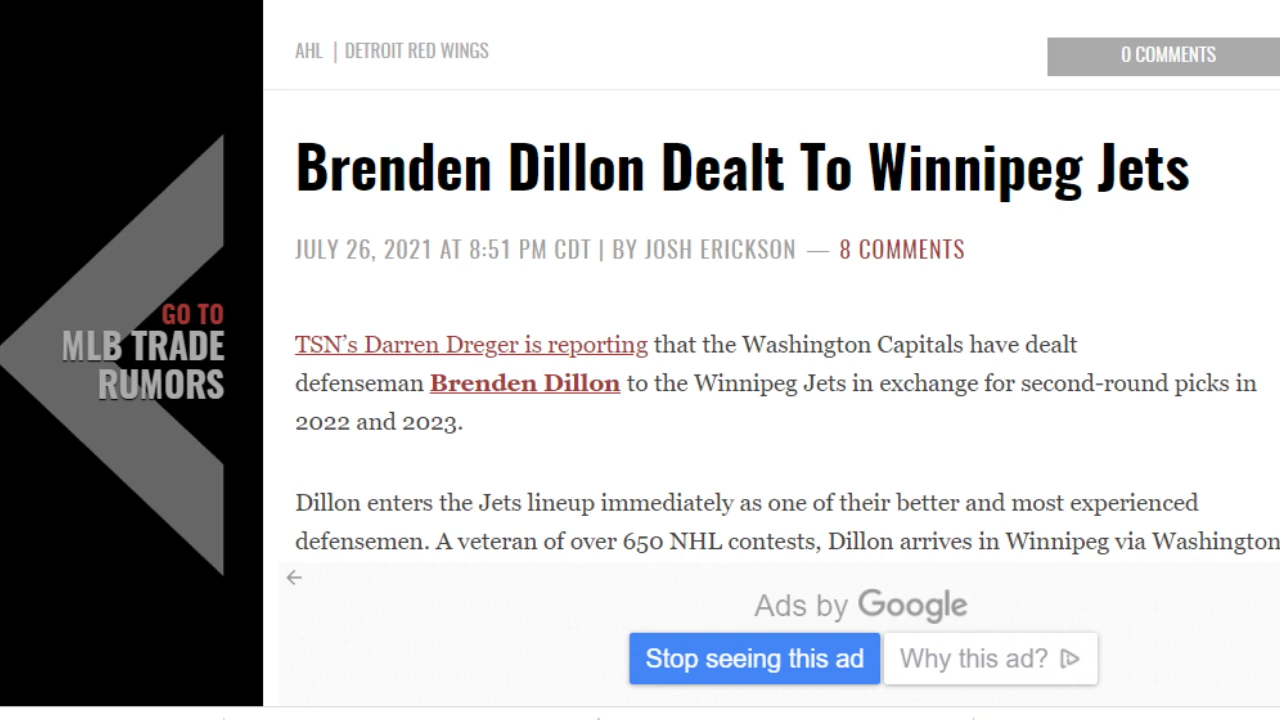 AHL | DETROIT RED WINGS
0 COMMENTS
Brenden Dillon Dealt To Winnipeg Jets
JULY 26, 2021 AT 8:51 PM CDT | BY JOSH ERICKSON — 8 COMMENTS
GO TO
MLB TRADE
RUMORS
TSN’s Darren Dreger is reporting that the Washington Capitals have dealt
defenseman Brenden Dillon to the Winnipeg Jets in exchange for second-round picks in
2022 and 2023.
Dillon enters the Jets lineup immediately as one of their better and most experienced
defensemen. A veteran of over 650 NHL contests, Dillon arrives in Winnipeg via Washington
Ads by Google
Stop seeing this ad
Why this ad?